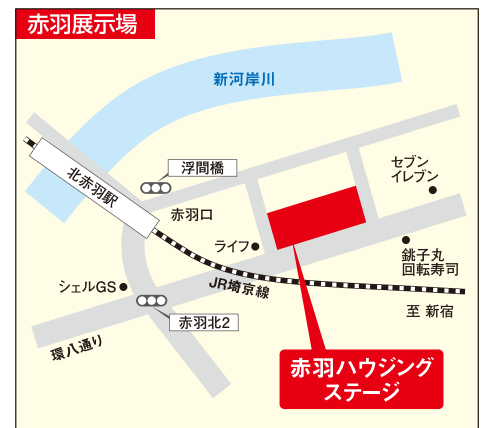 赤羽展示場
新河岸川
浮間橋
北赤羽駅
赤羽口
セブン
イレブン
ライフ
銚子丸
回転寿司
シェルGS
JR埼京線
赤羽北2
至 新宿
環八通り
赤羽ハウジング
ステージ